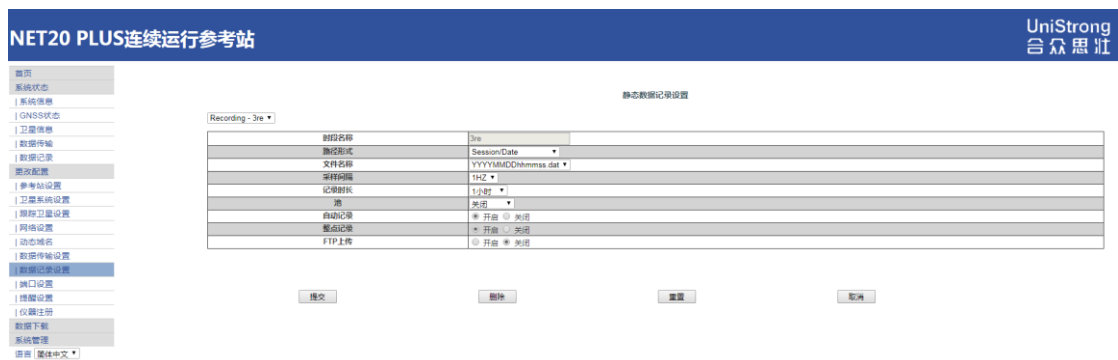 NET20 PLUS连续运行参考站
UniStrong
合众思壮
首页
系统状态
| 系统信息
| GNSS状态
| 卫星信息
| 数据传输
| 数据记录
更改配置
| 参考站设置
| 卫星系统设置
| 跟踪卫星设置
| 网络设置
| 动态域名
| 数据传输设置
| 数据记录设置
| 端口设置
| 提醒设置
| 仪器注册
数据下载
系统管理
语言 简体中文
静态数据记录设置
Recording - 3re
时段名称 3re
路径形式 Session/Date
文件名称 YYYYMMDDhhmmss.dat
采样间隔 1HZ
记录时长 1小时
池 关闭
自动记录 开启 关闭
整点记录 开启 关闭
FTP上传 开启 关闭
提交 删除 重置 取消